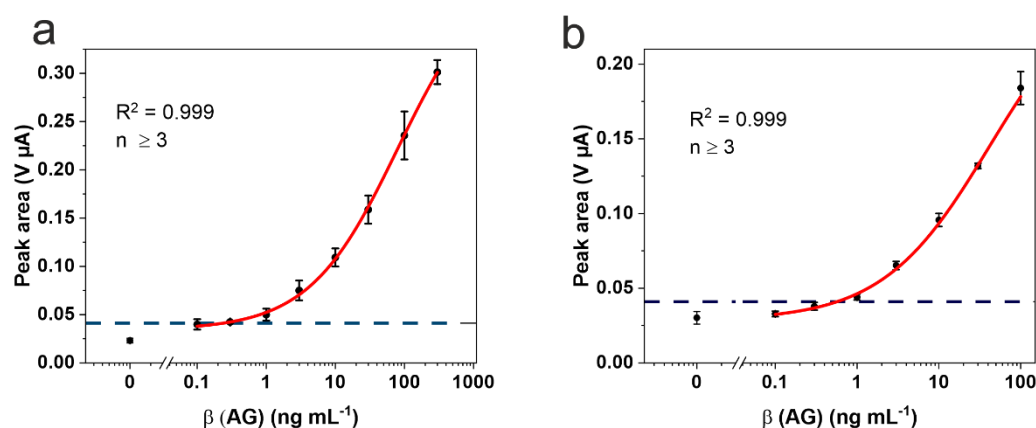 a
Peak area (V µA)
0.30
0.25
0.20
0.15
0.10
0.05
0.00
R² = 0.999
n ≥ 3
0 0.1 1 10 100 1000
β (AG) (ng mL⁻¹)
b
Peak area (V µA)
0.20
0.15
0.10
0.05
0.00
R² = 0.999
n ≥ 3
0 0.1 1 10 100
β (AG) (ng mL⁻¹)